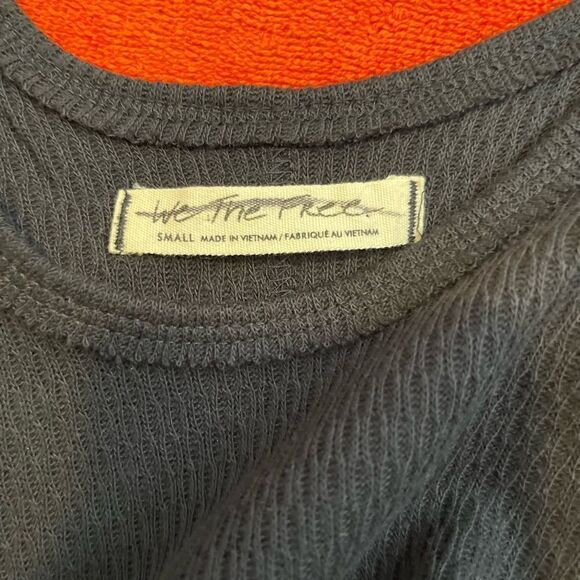 We The Free
SMALL MADE IN VIETNAM / FABRIQUÉ AU VIETNAM